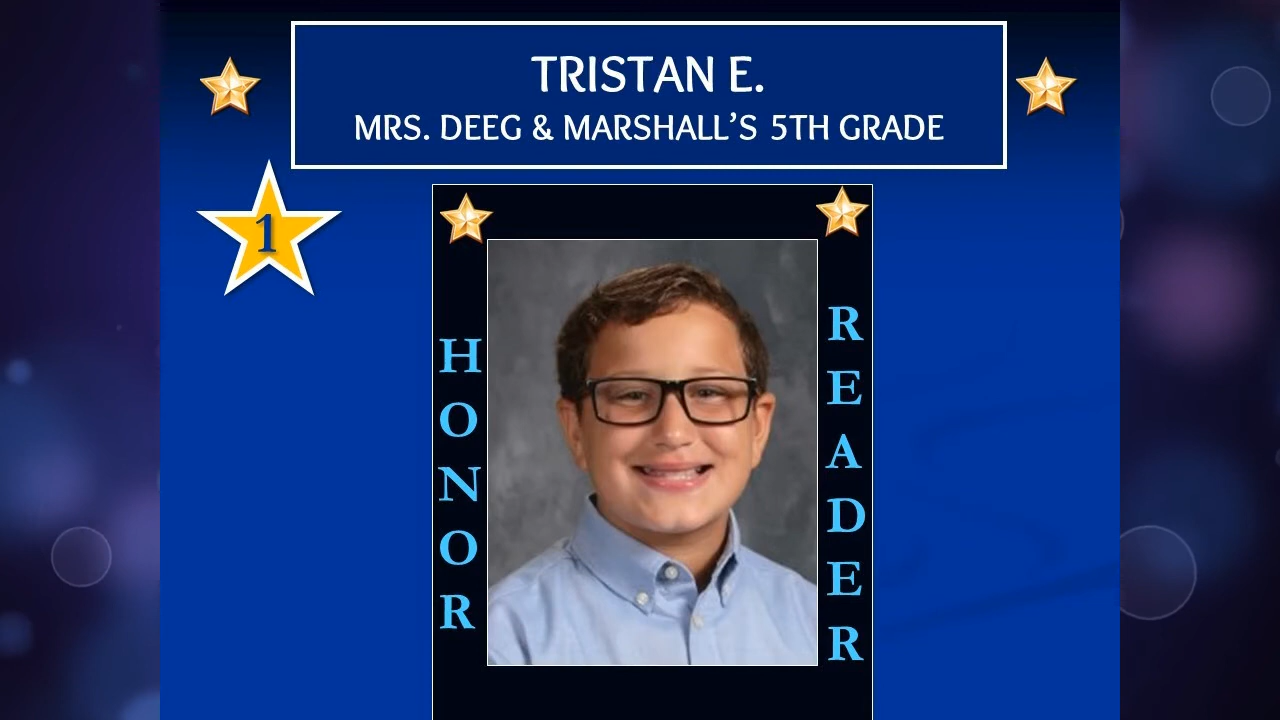 TRISTAN E.
MRS. DEEG & MARSHALL’S 5TH GRADE
1
HONOR
READER